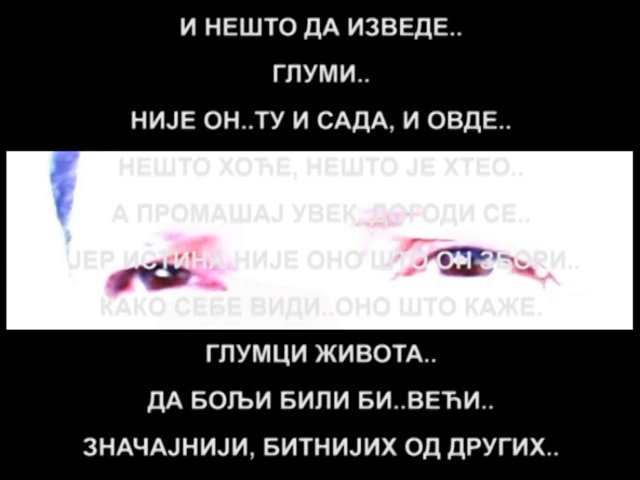 И НЕШТО ДА ИЗВЕДЕ..
ГЛУМИ..
НИЈЕ ОН..ТУ И САДА, И ОВДЕ..
НЕШТО ХОЋЕ, НЕШТО ЈЕ ХТЕО..
А ПРОМАШАЈ УВЕК, ДОГОДИ СЕ..
ЈЕР ИСТИНА НИЈЕ ОНО ШТО ОН ЗБОРИ..
КАКО СЕБЕ ВИДИ..ОНО ШТО КАЖЕ.
ГЛУМЦИ ЖИВОТА..
ДА БОЉИ БИЛИ БИ..ВЕЋИ..
ЗНАЧАЈНИЈИ, БИТНИЈИХ ОД ДРУГИХ..